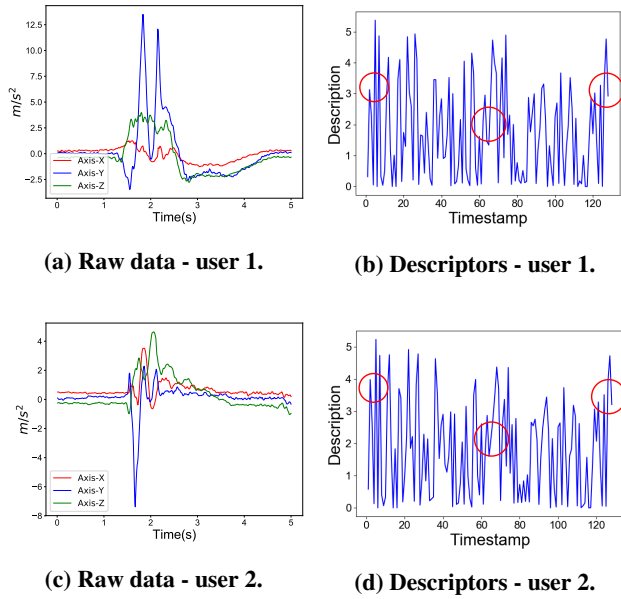 12.5
10.0
7.5
5.0
2.5
0.0
−2.5
m/s²
Axis-X
Axis-Y
Axis-Z
0 1 2 3 4 5
Time(s)
(a) Raw data - user 1.
5
4
3
2
1
0
Description
0 20 40 60 80 100 120
Timestamp
(b) Descriptors - user 1.
4
2
0
−2
−4
−6
−8
m/s²
Axis-X
Axis-Y
Axis-Z
0 1 2 3 4 5
Time(s)
(c) Raw data - user 2.
5
4
3
2
1
0
Description
0 20 40 60 80 100 120
Timestamp
(d) Descriptors - user 2.